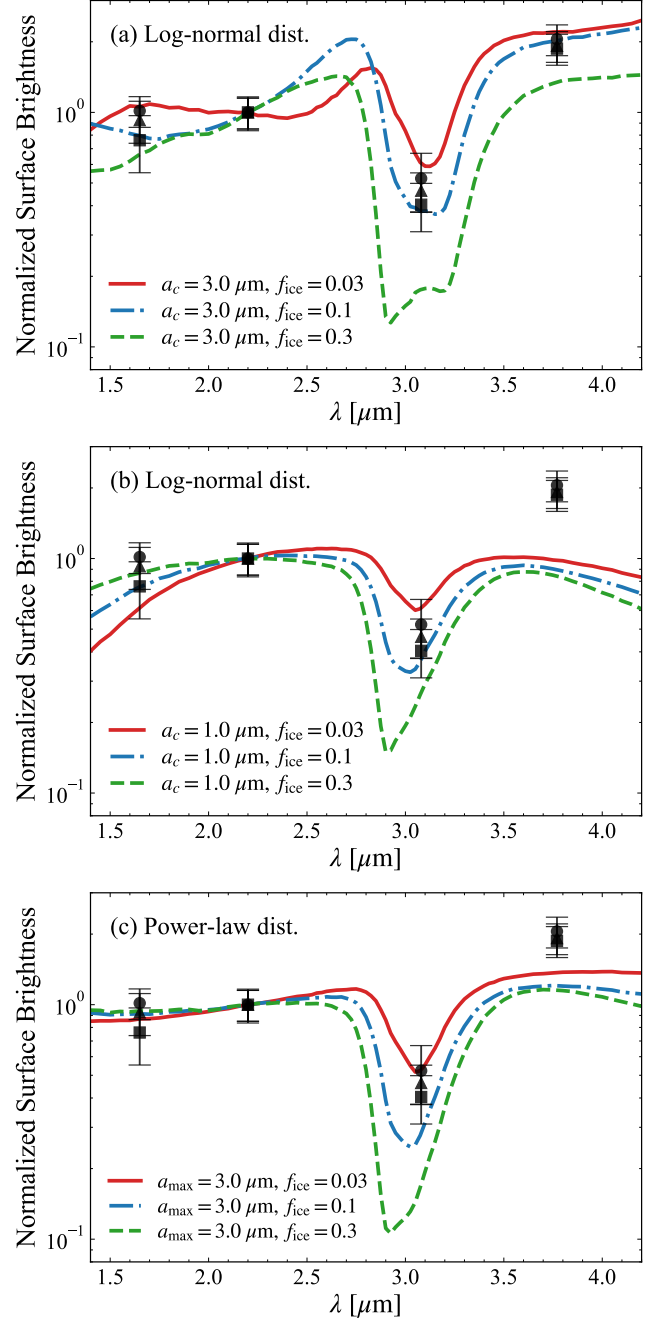 (a) Log-normal dist.
Normalized Surface Brightness
10⁰
10⁻¹
a_c = 3.0 μm, f_ice = 0.03
a_c = 3.0 μm, f_ice = 0.1
a_c = 3.0 μm, f_ice = 0.3
1.5 2.0 2.5 3.0 3.5 4.0
λ [μm]
(b) Log-normal dist.
Normalized Surface Brightness
10⁰
10⁻¹
a_c = 1.0 μm, f_ice = 0.03
a_c = 1.0 μm, f_ice = 0.1
a_c = 1.0 μm, f_ice = 0.3
1.5 2.0 2.5 3.0 3.5 4.0
λ [μm]
(c) Power-law dist.
Normalized Surface Brightness
10⁰
10⁻¹
a_max = 3.0 μm, f_ice = 0.03
a_max = 3.0 μm, f_ice = 0.1
a_max = 3.0 μm, f_ice = 0.3
1.5 2.0 2.5 3.0 3.5 4.0
λ [μm]